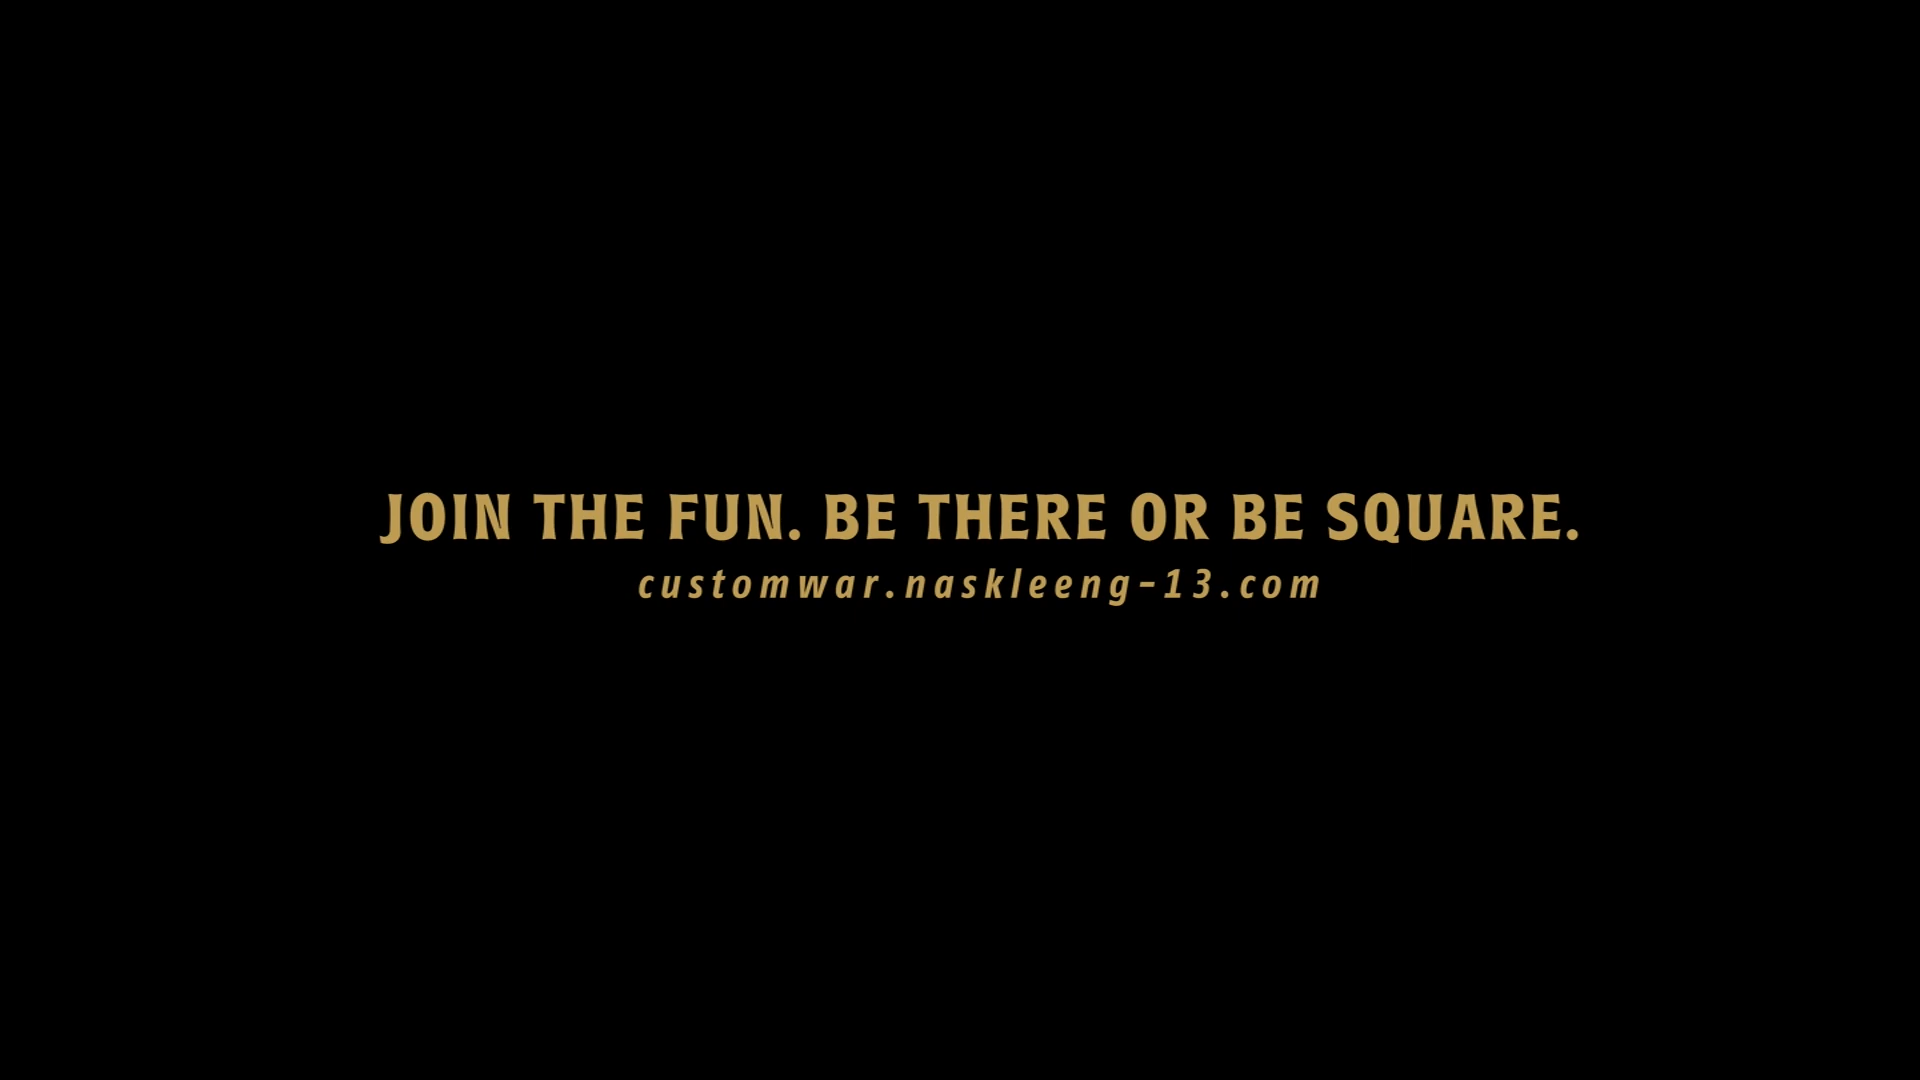 JOIN THE FUN. BE THERE OR BE SQUARE.
customwar.naskleeng-13.com